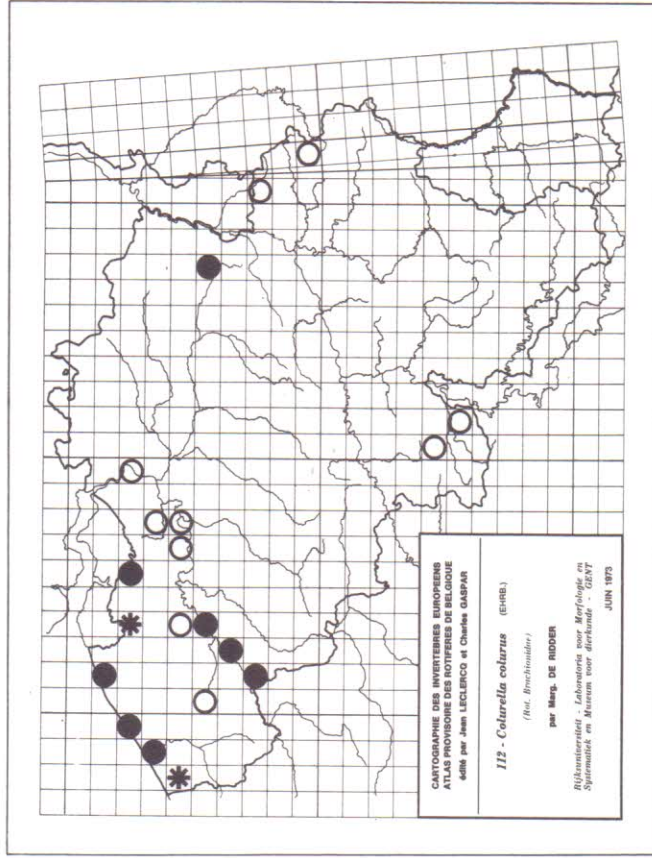 CARTOGRAPHIE DES INVERTEBRES EUROPEENS
ATLAS PROVISOIRE DES ROTIFERES DE BELGIQUE
édité par Jean LECLERCQ et Charles GASPAR
112 - Colurella colurus (EHRB.)
(Rot. Brachionidae)
par Marg. DE RIDDER
Rijksuniversiteit - Laboratoria voor Morfologie en
Systematiek en Museum voor dierkunde - GENT
JUIN 1973